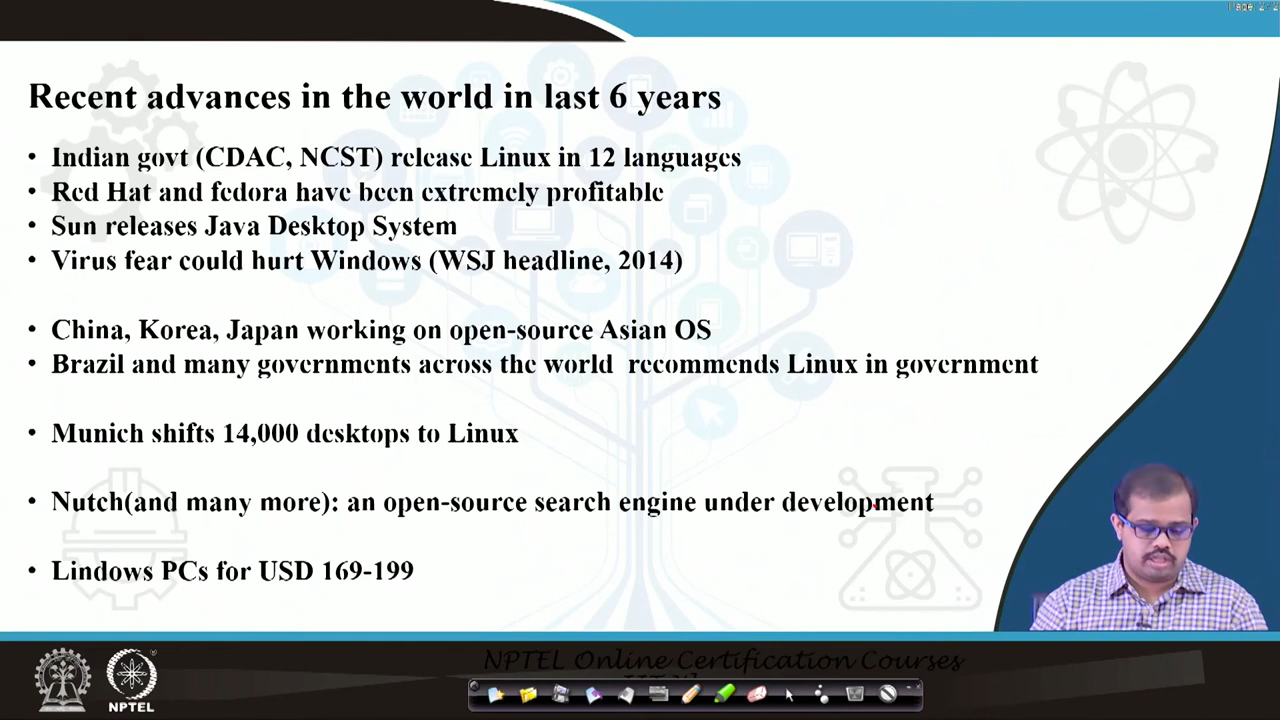 Recent advances in the world in last 6 years
• Indian govt (CDAC, NCST) release Linux in 12 languages
• Red Hat and fedora have been extremely profitable
• Sun releases Java Desktop System
• Virus fear could hurt Windows (WSJ headline, 2014)
• China, Korea, Japan working on open-source Asian OS
• Brazil and many governments across the world recommends Linux in government
• Munich shifts 14,000 desktops to Linux
• Nutch(and many more): an open-source search engine under development
• Lindows PCs for USD 169-199
NPTEL Online Certification Courses
NPTEL